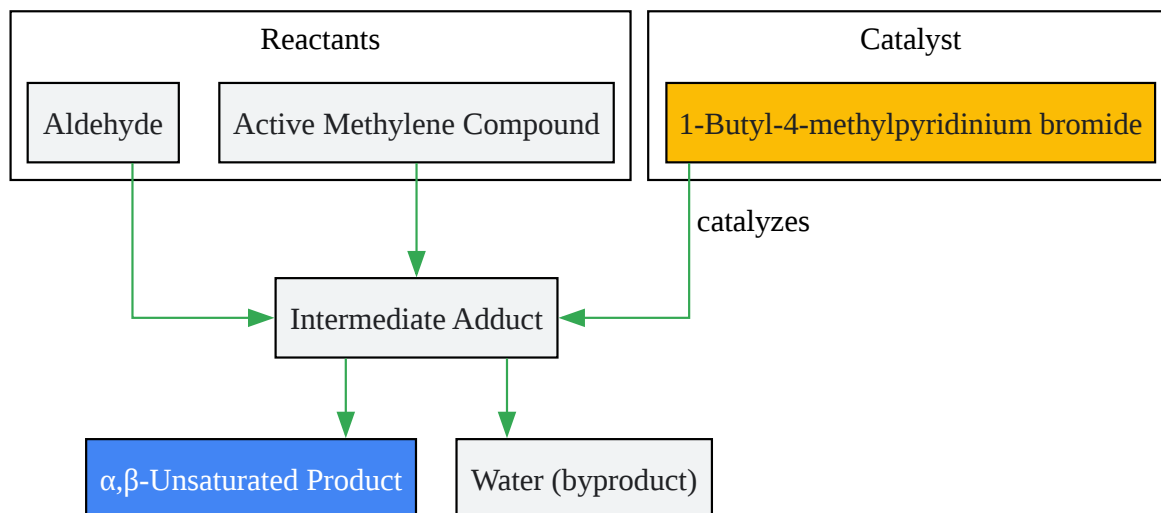 Reactants
Catalyst
Aldehyde
Active Methylene Compound
1-Butyl-4-methylpyridinium bromide
catalyzes
Intermediate Adduct
α,β-Unsaturated Product
Water (byproduct)